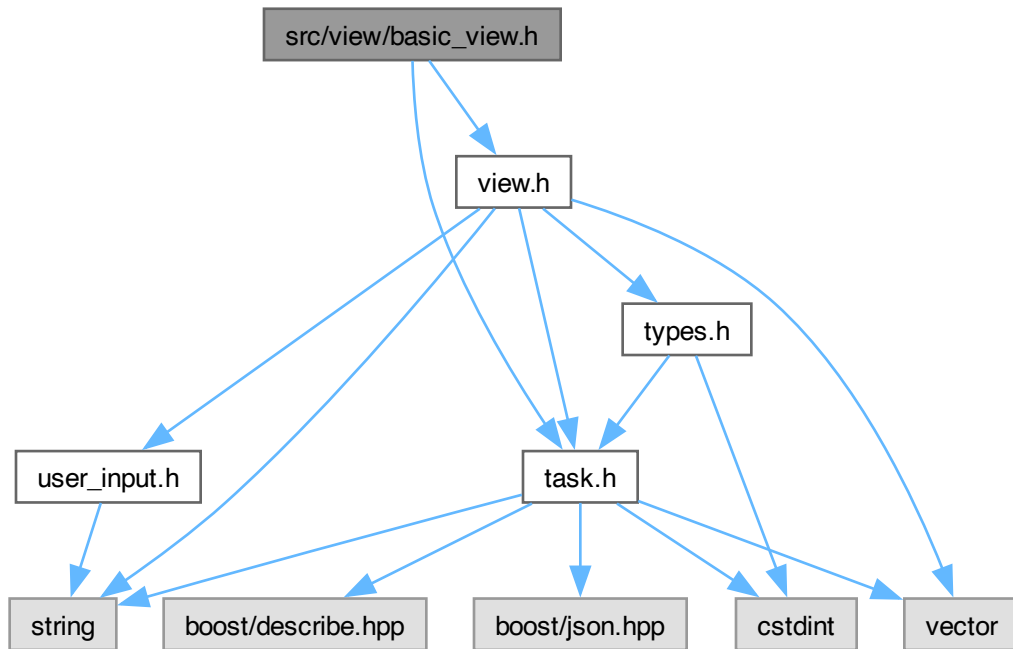 src/view/basic_view.h
view.h
types.h
user_input.h
task.h
string
boost/describe.hpp
boost/json.hpp
cstdint
vector